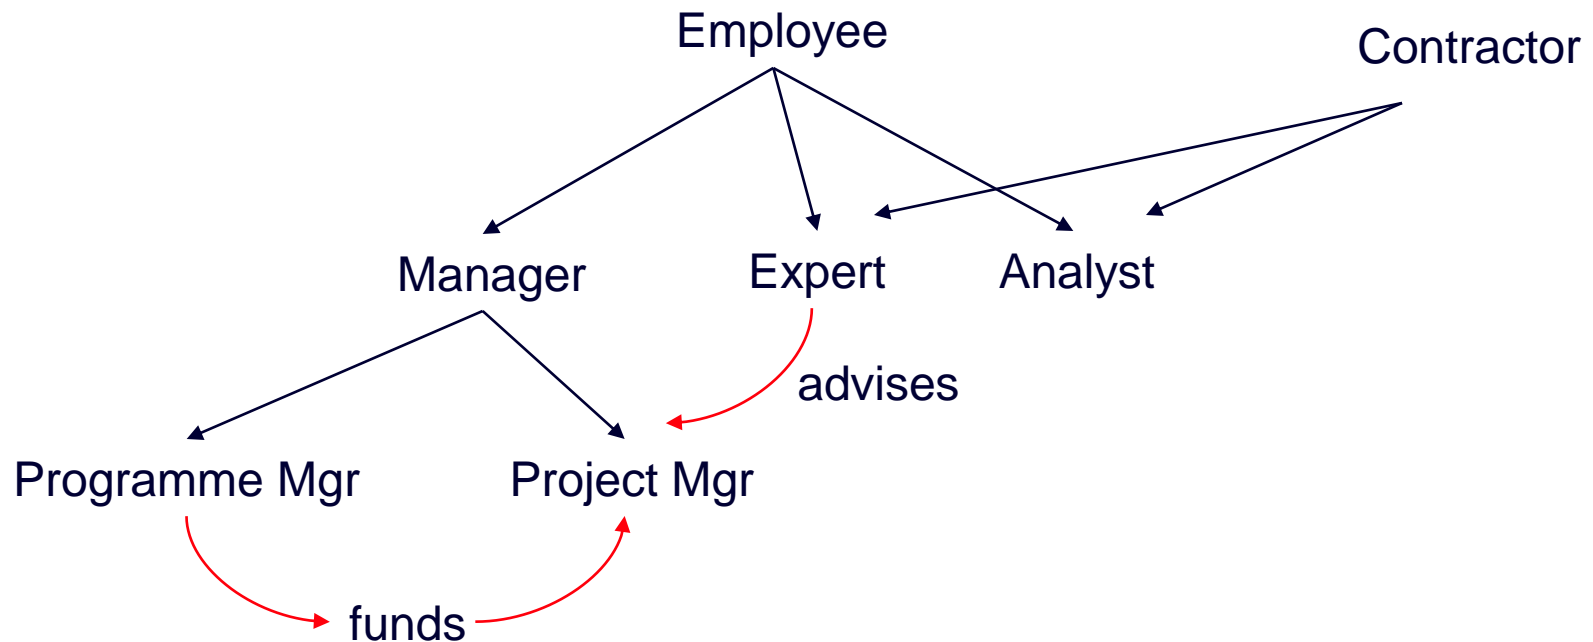 Employee
Contractor
Manager
Expert
Analyst
advises
Programme Mgr
Project Mgr
funds